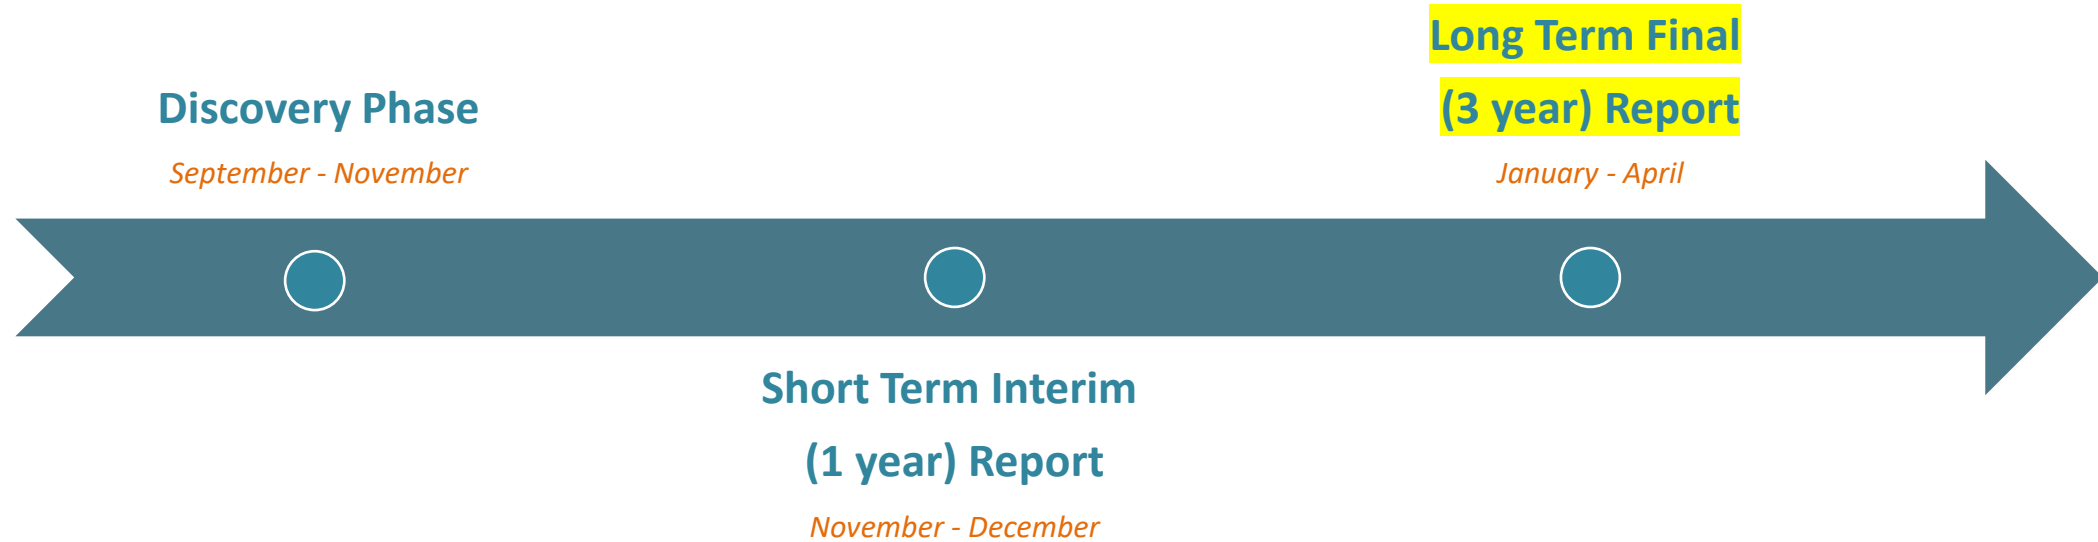 Discovery Phase
September - November
Short Term Interim
(1 year) Report
November - December
Long Term Final
(3 year) Report
January - April